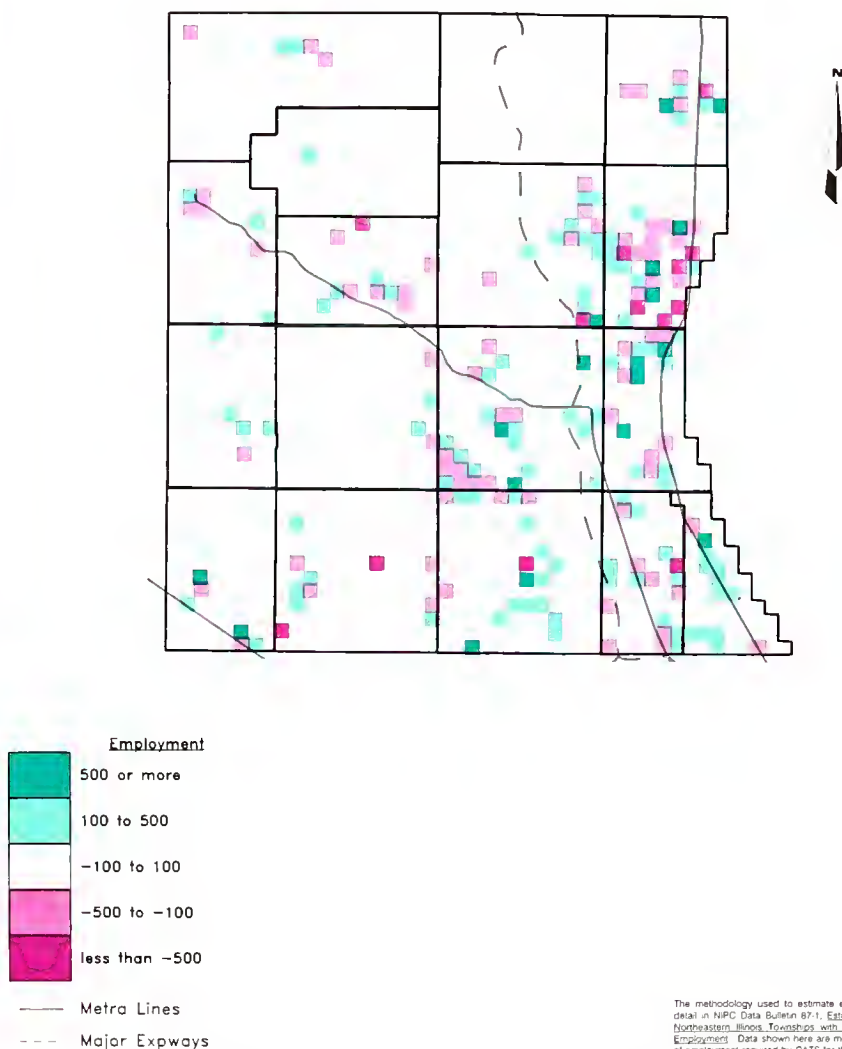 N
Employment
500 or more
100 to 500
-100 to 100
-500 to -100
less than -500
Metra Lines
Major Expways
The methodology used to estimate e
detail in NIPC Data Bulletin 87-1, Est
Northeastern Illinois Townships with
Employment Data shown here are m